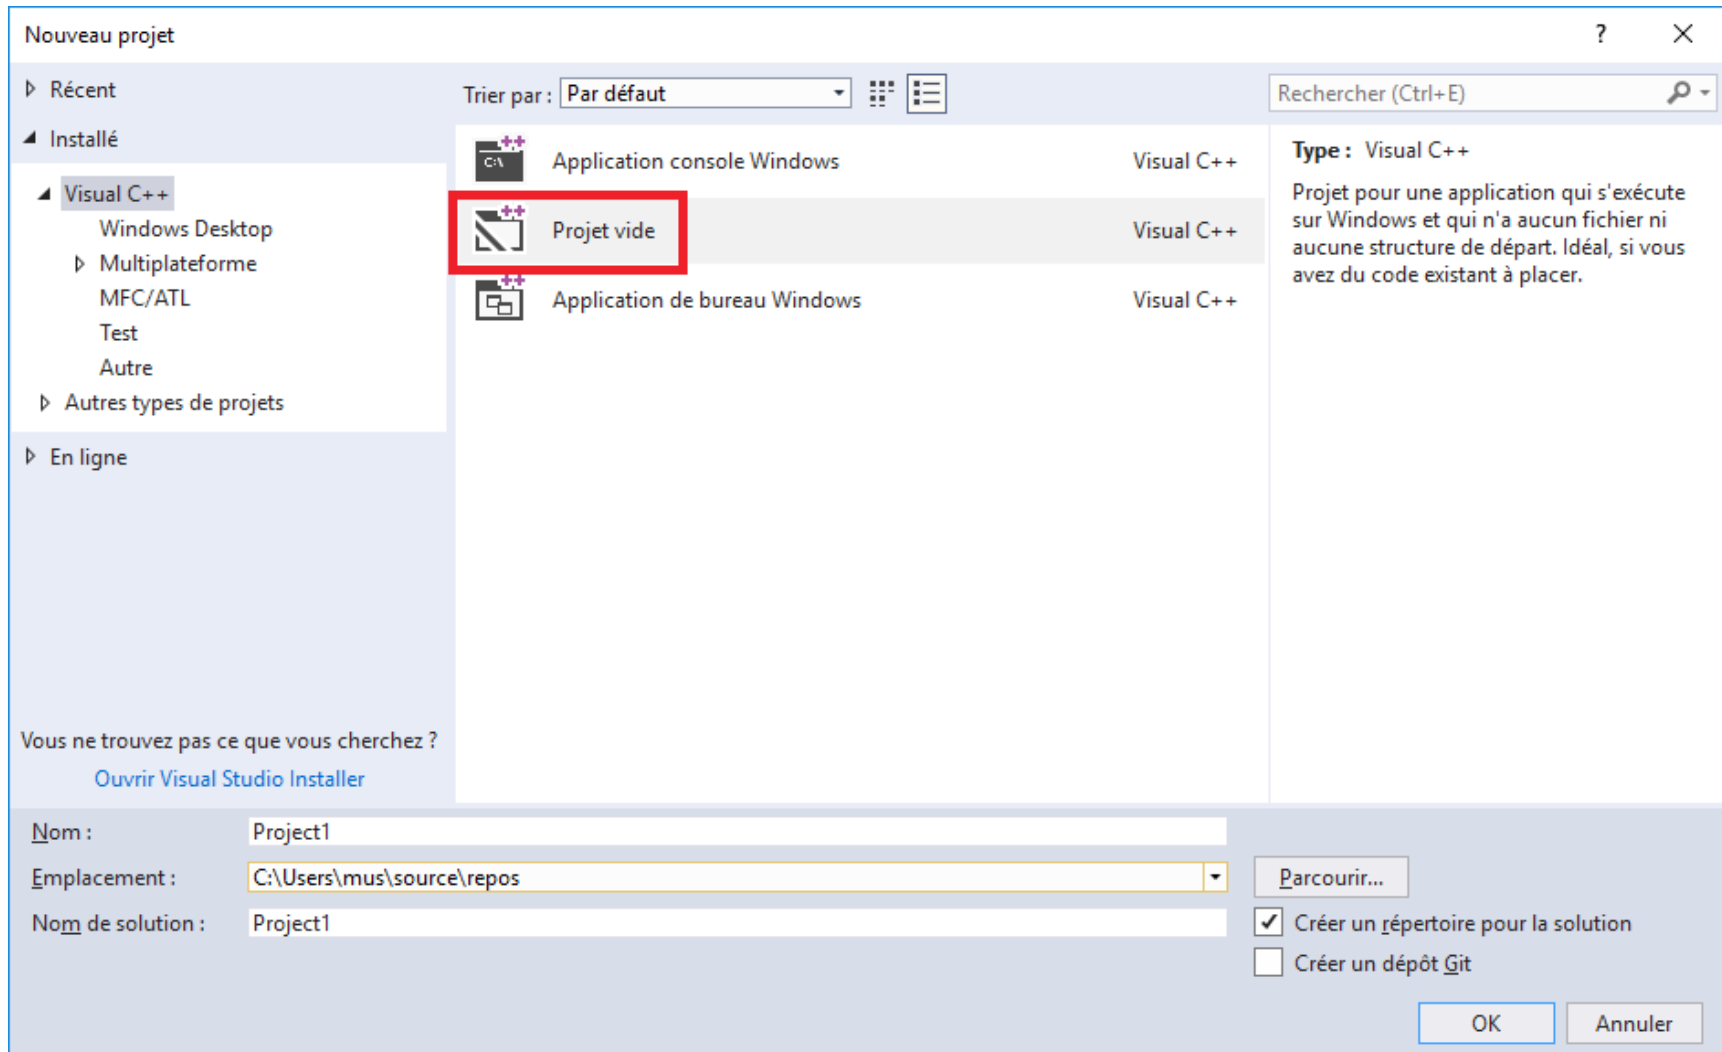 Nouveau projet
?
Récent
Trier par : Par défaut
Rechercher (Ctrl+E)
Installé
Visual C++
Windows Desktop
Multiplateforme
MFC/ATL
Test
Autre
Autres types de projets
En ligne
Vous ne trouvez pas ce que vous cherchez ?
Ouvrir Visual Studio Installer
C:\
Application console Windows Visual C++
Projet vide Visual C++
Application de bureau Windows Visual C++
Type : Visual C++
Projet pour une application qui s'exécute
sur Windows et qui n'a aucun fichier ni
aucune structure de départ. Idéal, si vous
avez du code existant à placer.
Nom : Project1
Emplacement : C:\Users\mus\source\repos
Parcourir...
Nom de solution : Project1
Créer un répertoire pour la solution
Créer un dépôt Git
OK Annuler